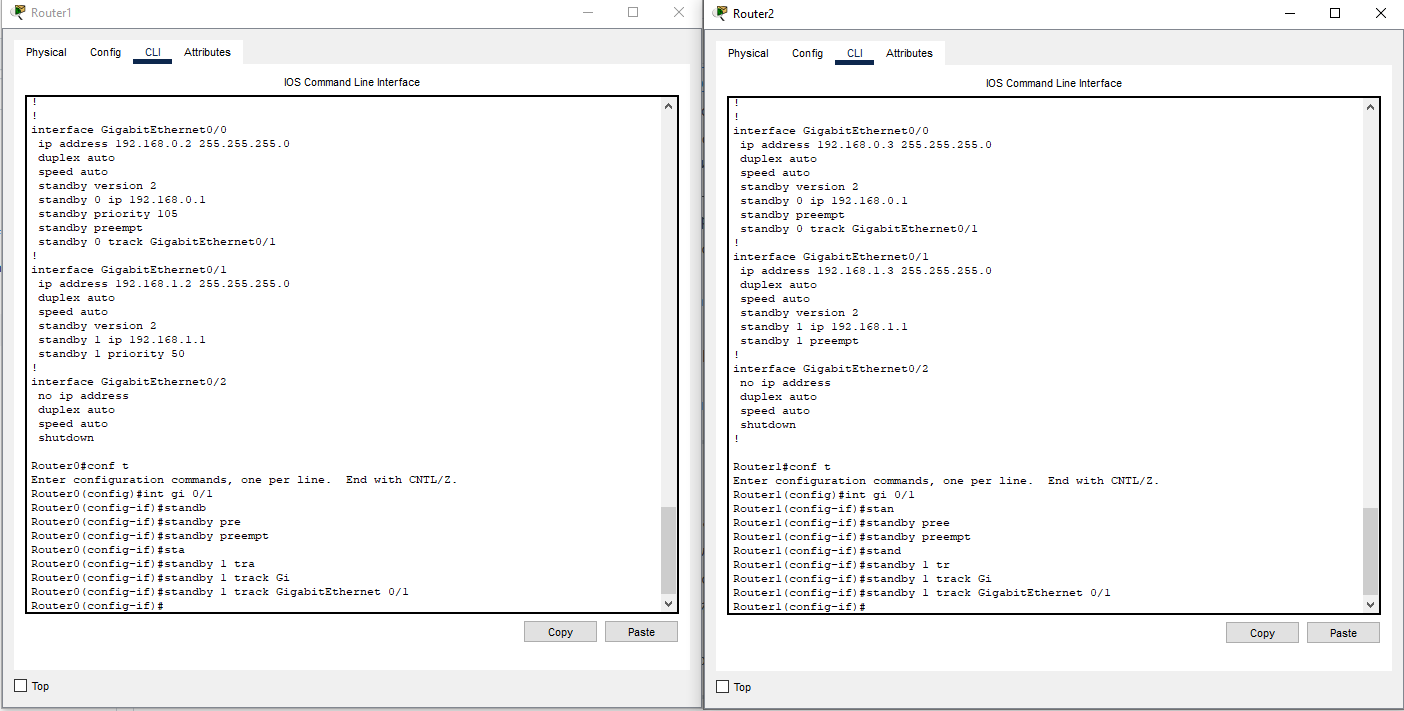 Router1
Physical Config CLI Attributes
IOS Command Line Interface
!
!
interface GigabitEthernet0/0
 ip address 192.168.0.2 255.255.255.0
 duplex auto
 speed auto
 standby version 2
 standby 0 ip 192.168.0.1
 standby priority 105
 standby preempt
 standby 0 track GigabitEthernet0/1
!
interface GigabitEthernet0/1
 ip address 192.168.1.2 255.255.255.0
 duplex auto
 speed auto
 standby version 2
 standby 1 ip 192.168.1.1
 standby 1 priority 50
!
interface GigabitEthernet0/2
 no ip address
 duplex auto
 speed auto
 shutdown
Router0#conf t
Enter configuration commands, one per line.  End with CNTL/Z.
Router0(config)#int gi 0/1
Router0(config-if)#standb
Router0(config-if)#standby pre
Router0(config-if)#standby preempt
Router0(config-if)#sta
Router0(config-if)#standby 1 tra
Router0(config-if)#standby 1 track Gi
Router0(config-if)#standby 1 track GigabitEthernet 0/1
Router0(config-if)#
Copy Paste
Top
Router2
Physical Config CLI Attributes
IOS Command Line Interface
!
!
interface GigabitEthernet0/0
 ip address 192.168.0.3 255.255.255.0
 duplex auto
 speed auto
 standby version 2
 standby 0 ip 192.168.0.1
 standby preempt
 standby 0 track GigabitEthernet0/1
!
interface GigabitEthernet0/1
 ip address 192.168.1.3 255.255.255.0
 duplex auto
 speed auto
 standby version 2
 standby 1 ip 192.168.1.1
 standby 1 preempt
!
interface GigabitEthernet0/2
 no ip address
 duplex auto
 speed auto
 shutdown
!
Router1#conf t
Enter configuration commands, one per line.  End with CNTL/Z.
Router1(config)#int gi 0/1
Router1(config-if)#stan
Router1(config-if)#standby pree
Router1(config-if)#standby preempt
Router1(config-if)#stand
Router1(config-if)#standby 1 tr
Router1(config-if)#standby 1 track Gi
Router1(config-if)#standby 1 track GigabitEthernet 0/1
Router1(config-if)#
Copy Paste
Top